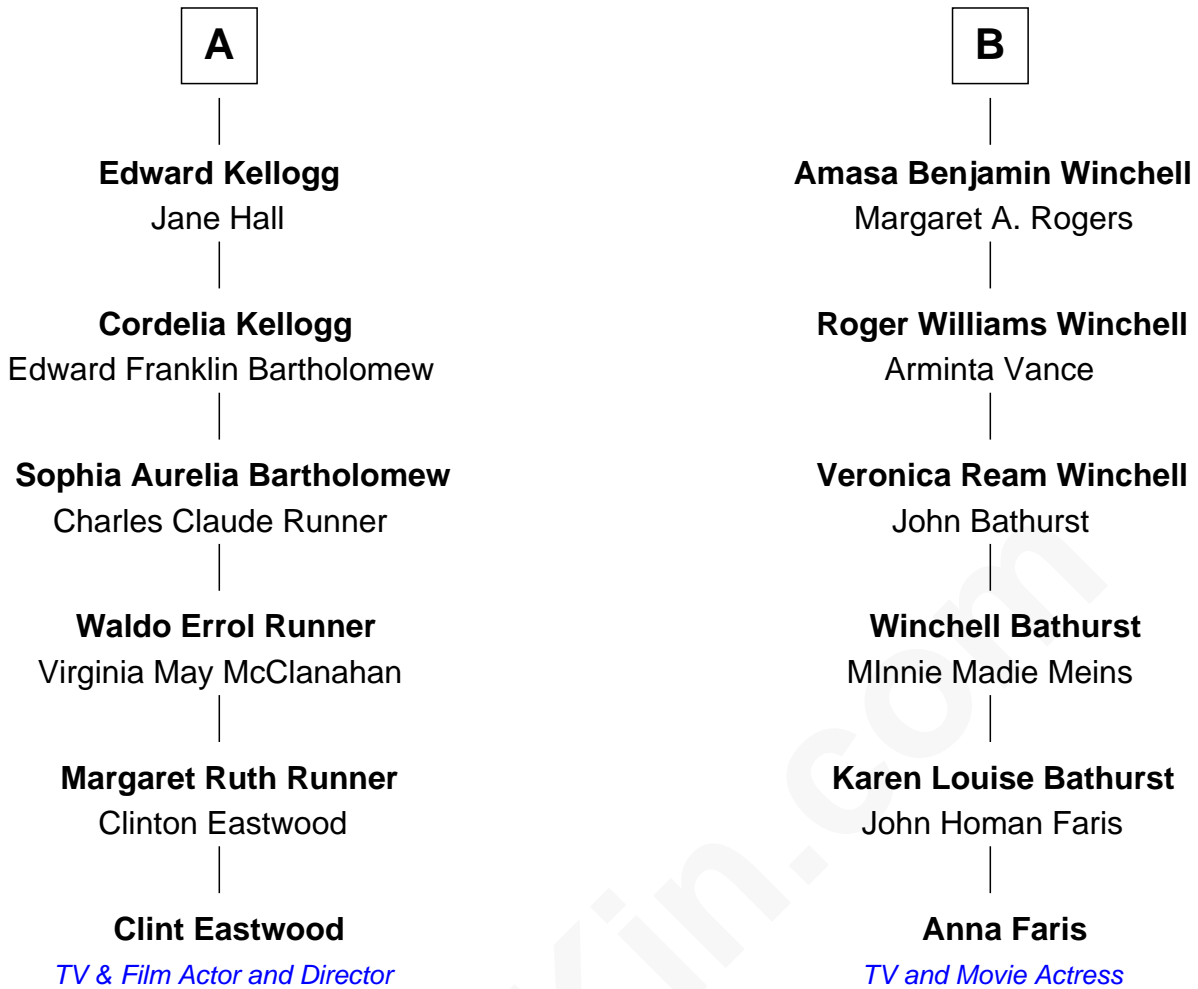 A
B
Edward Kellogg
Jane Hall
Amasa Benjamin Winchell
Margaret A. Rogers
Cordelia Kellogg
Edward Franklin Bartholomew
Roger Williams Winchell
Arminta Vance
Sophia Aurelia Bartholomew
Charles Claude Runner
Veronica Ream Winchell
John Bathurst
Waldo Errol Runner
Virginia May McClanahan
Winchell Bathurst
MInnie Madie Meins
Margaret Ruth Runner
Clinton Eastwood
Karen Louise Bathurst
John Homan Faris
Clint Eastwood
TV & Film Actor and Director
Anna Faris
TV and Movie Actress